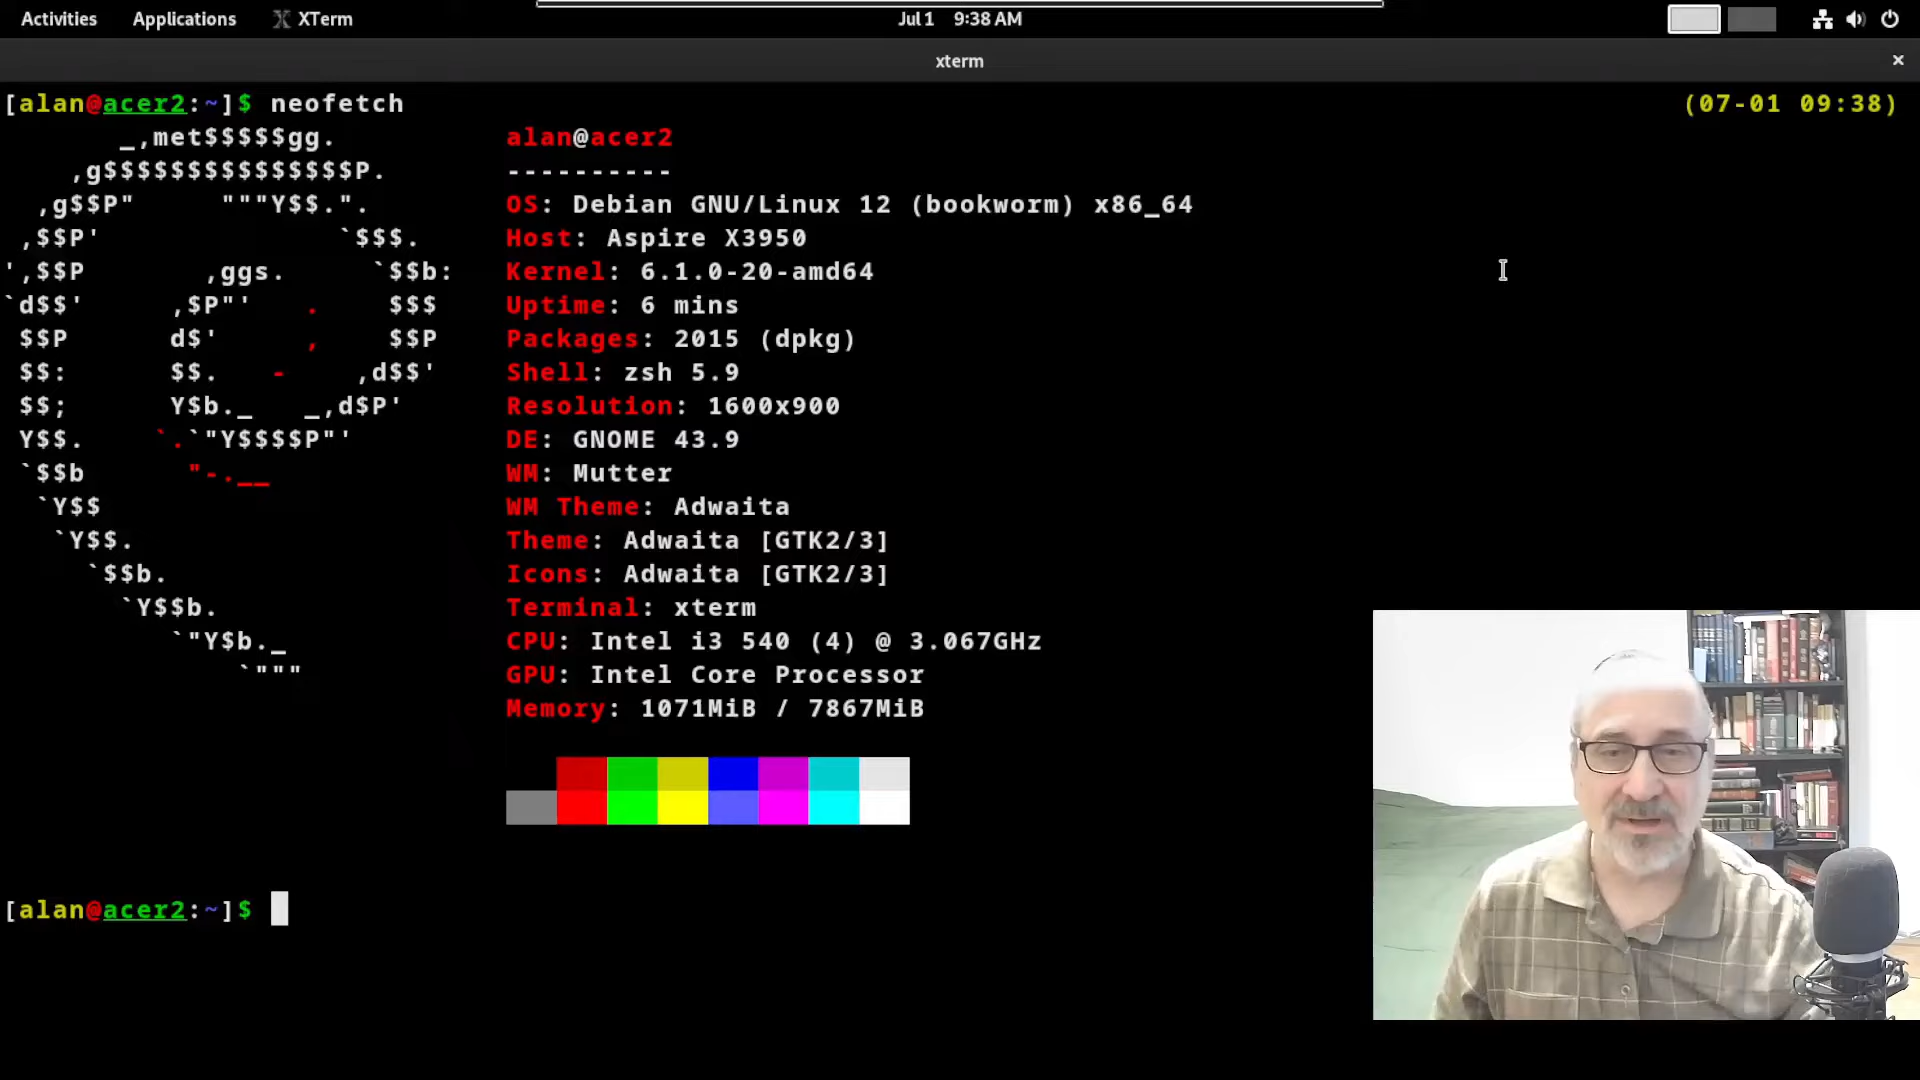 Activities Applications XTerm Jul 1 9:38 AM
xterm
[alan@acer2:~]$ neofetch (07-01 09:38)
_,met$$$$$gg. alan@acer2
,g$$$$$$$$$$$$$$$P. ----------
,g$$P" """Y$$.". OS: Debian GNU/Linux 12 (bookworm) x86_64
,$$P' `$$$. Host: Aspire X3950
',$$P ,ggs. `$$b: Kernel: 6.1.0-20-amd64
`d$$' ,$P"' . $$$ Uptime: 6 mins
$$P d$' , $$P Packages: 2015 (dpkg)
$$: $$. - ,d$$' Shell: zsh 5.9
$$; Y$b._ _,d$P' Resolution: 1600x900
Y$$. `.`"Y$$$$P"' DE: GNOME 43.9
`$$b "-.__ WM: Mutter
`Y$$ WM Theme: Adwaita
`Y$$. Theme: Adwaita [GTK2/3]
`$$b. Icons: Adwaita [GTK2/3]
`Y$$b. Terminal: xterm
`"Y$b._ CPU: Intel i3 540 (4) @ 3.067GHz
`""" GPU: Intel Core Processor
Memory: 1071MiB / 7867MiB
[alan@acer2:~]$